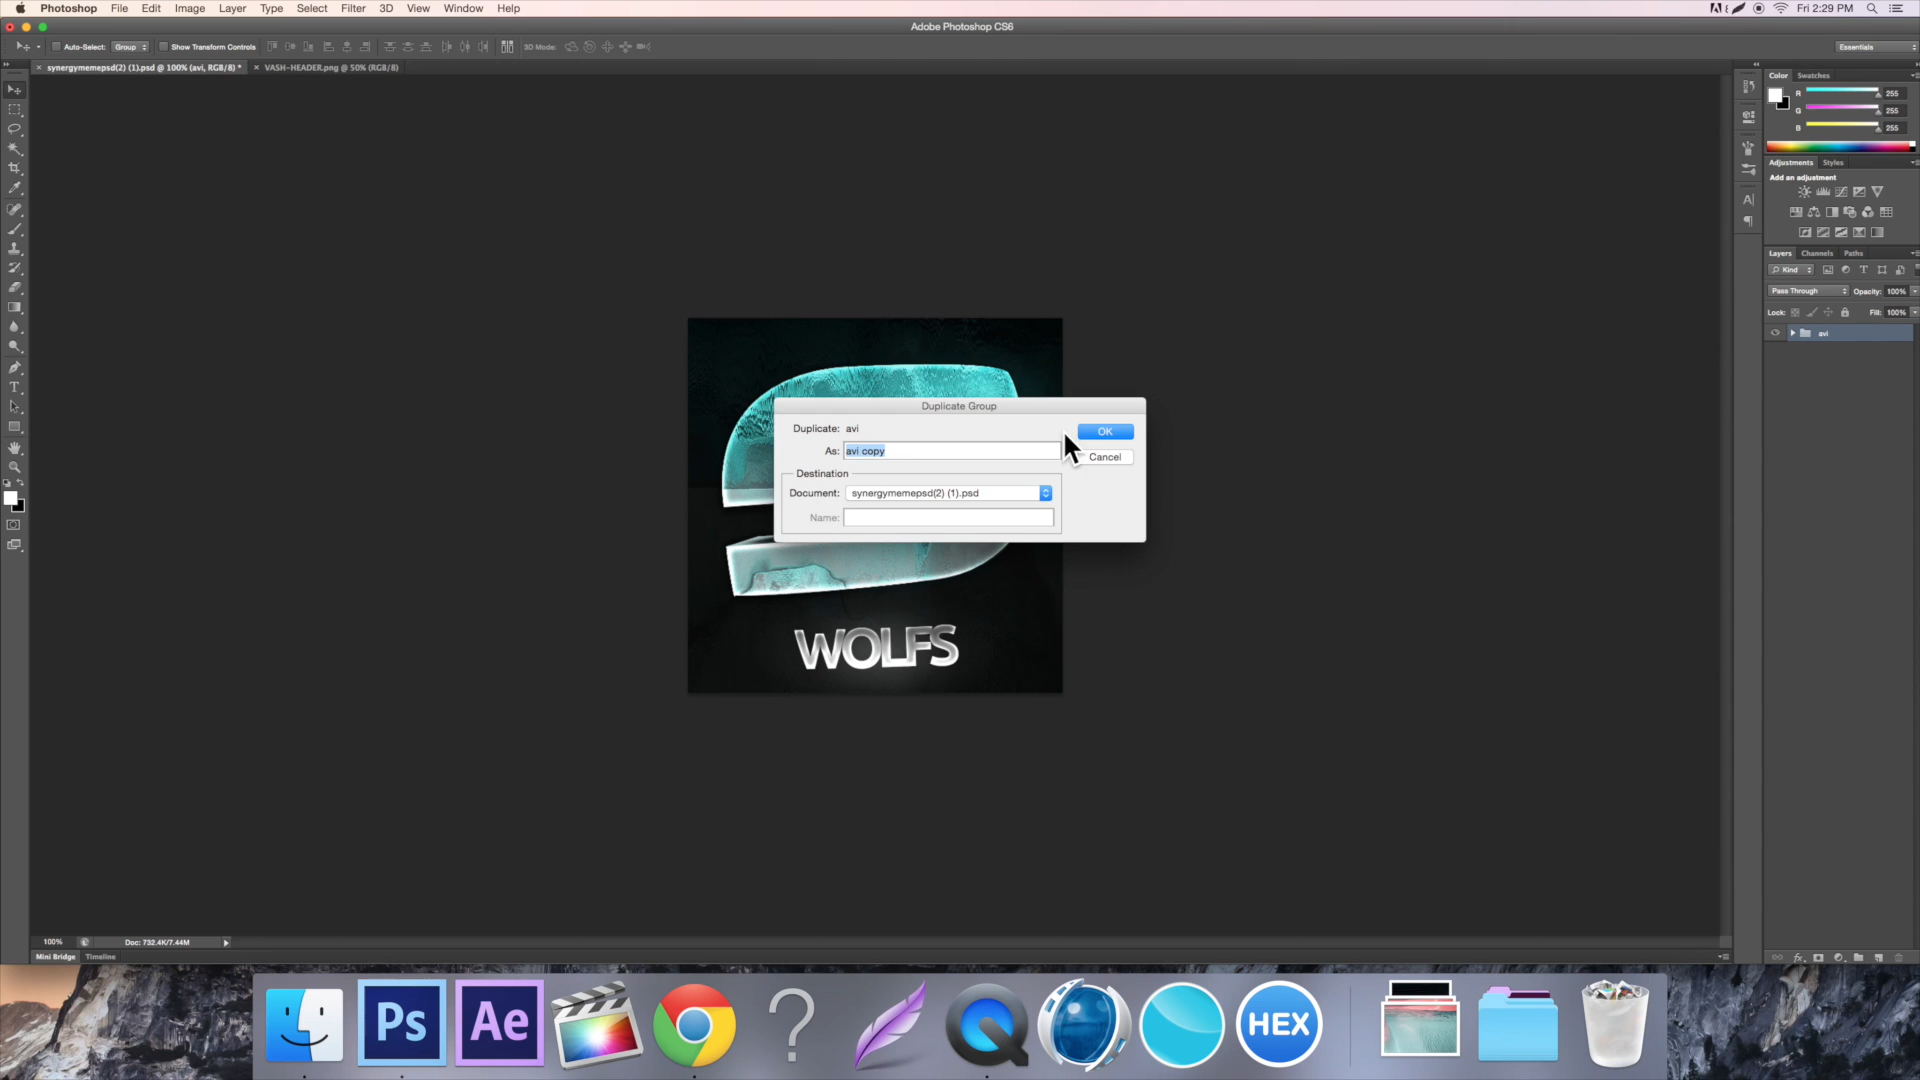 Photoshop File Edit Image Layer Type Select Filter 3D View Window Help Fri 2:29 PM
Adobe Photoshop CS6
Auto-Select: Group Show Transform Controls 3D Mode: Essentials
synergymemepsd(2) (1).psd @ 100% (avi, RGB/8) * VASH-HEADER.png @ 50% (RGB/8)
Color Swatches
R 255
G 255
B 255
Adjustments Styles
Add an adjustment
Layers Channels Paths
Kind
Pass Through Opacity: 100%
Lock: Fill: 100%
avi
Duplicate Group
Duplicate: avi OK
As: avi copy Cancel
Destination
Document: synergymemepsd(2) (1).psd
Name:
WOLFS
100% Doc: 732.4K/7.44M
Mini Bridge Timeline
Ps Ae ? HEX